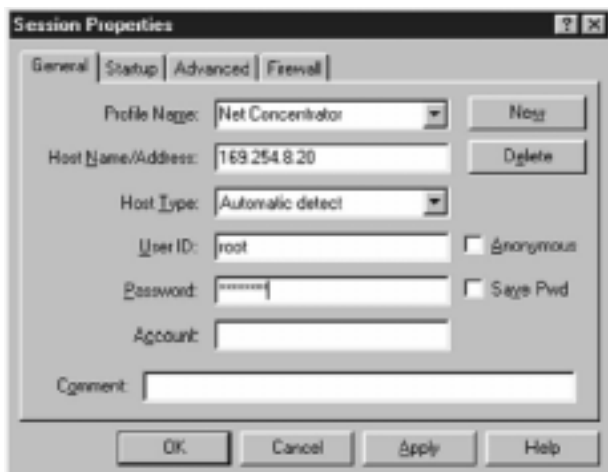 Session Properties
General Startup Advanced Firewall
Profile Name: Net Concentrator New
Host Name/Address: 169.254.8.20 Delete
Host Type: Automatic detect
User ID: root Anonymous
Password: ******** Save Pwd
Account:
Comment:
OK Cancel Apply Help